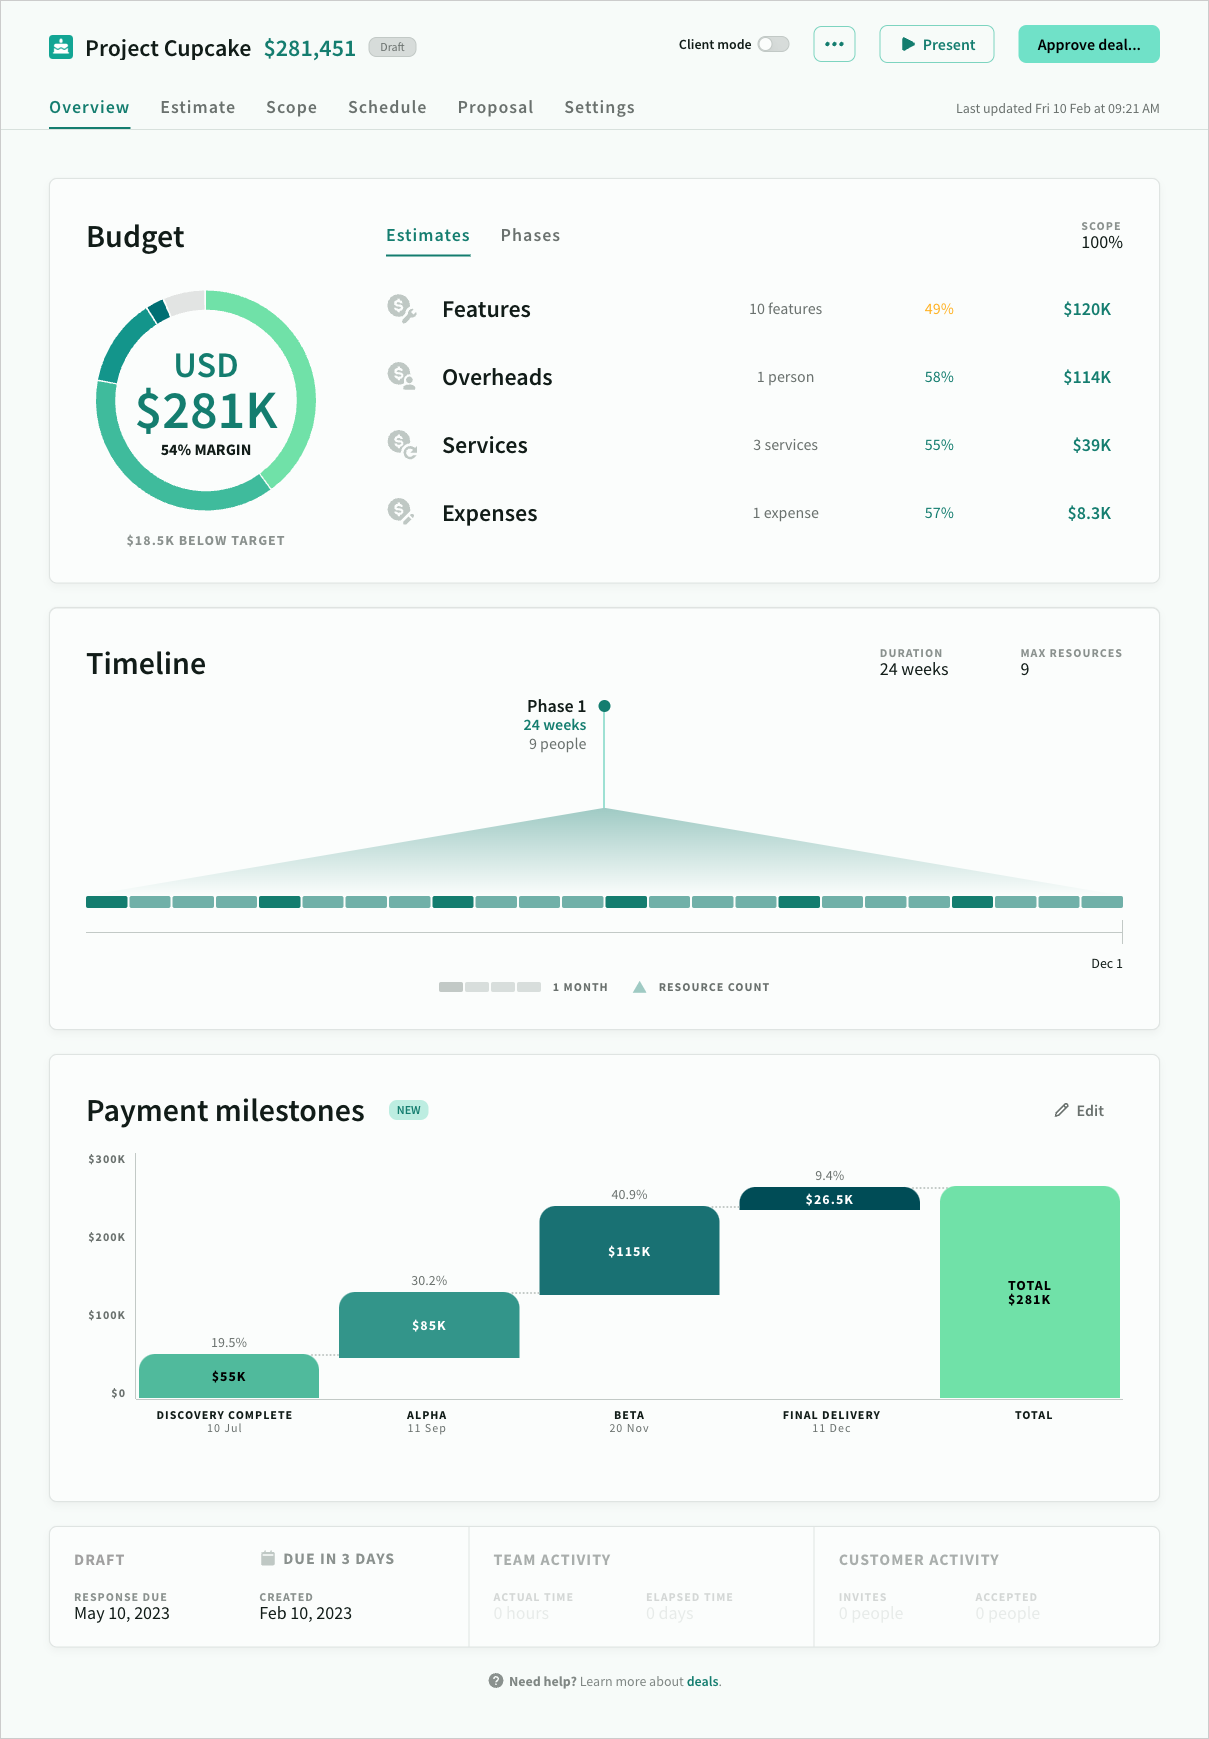 Project Cupcake $281,451 Draft
Client mode
Present
Approve deal...
Overview Estimate Scope Schedule Proposal Settings
Last updated Fri 10 Feb at 09:21 AM
Budget
Estimates Phases
SCOPE
100%
USD
$281K
54% MARGIN
$18.5K BELOW TARGET
Features 10 features 49% $120K
Overheads 1 person 58% $114K
Services 3 services 55% $39K
Expenses 1 expense 57% $8.3K
Timeline
DURATION
24 weeks
MAX RESOURCES
9
Phase 1
24 weeks
9 people
Dec 1
1 MONTH
RESOURCE COUNT
Payment milestones NEW
Edit
$300K
$200K
$100K
$0
19.5%
$55K
30.2%
$85K
40.9%
$115K
9.4%
$26.5K
TOTAL
$281K
DISCOVERY COMPLETE
10 Jul
ALPHA
11 Sep
BETA
20 Nov
FINAL DELIVERY
11 Dec
TOTAL
DRAFT
DUE IN 3 DAYS
RESPONSE DUE
May 10, 2023
CREATED
Feb 10, 2023
TEAM ACTIVITY
ACTUAL TIME
0 hours
ELAPSED TIME
0 days
CUSTOMER ACTIVITY
INVITES
0 people
ACCEPTED
0 people
? Need help? Learn more about deals.